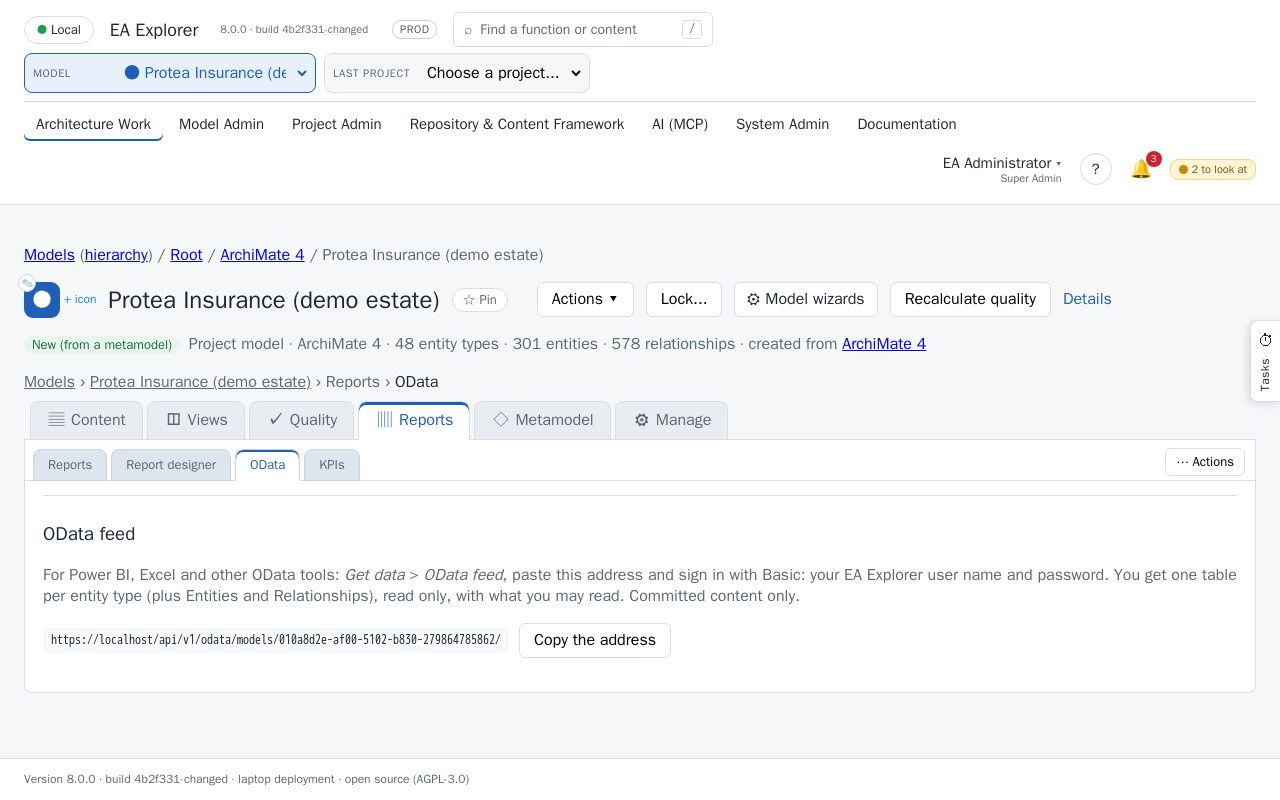 Local
EA Explorer
8.0.0 · build 4b2f331-changed
PROD
Find a function or content
/
MODEL
Protea Insurance (de
LAST PROJECT
Choose a project...
Architecture Work
Model Admin
Project Admin
Repository & Content Framework
AI (MCP)
System Admin
Documentation
EA Administrator
Super Admin
?
3
2 to look at
Models (hierarchy) / Root / ArchiMate 4 / Protea Insurance (demo estate)
+ icon
Protea Insurance (demo estate)
☆ Pin
Actions ▾
Lock...
⚙ Model wizards
Recalculate quality
Details
New (from a metamodel)
Project model · ArchiMate 4 · 48 entity types · 301 entities · 578 relationships · created from ArchiMate 4
Tasks
Models › Protea Insurance (demo estate) › Reports › OData
Content
Views
Quality
Reports
Metamodel
Manage
Reports
Report designer
OData
KPIs
··· Actions
OData feed
For Power BI, Excel and other OData tools: Get data > OData feed, paste this address and sign in with Basic: your EA Explorer user name and password. You get one table
per entity type (plus Entities and Relationships), read only, with what you may read. Committed content only.
https://localhost/api/v1/odata/models/010a8d2e-af00-5102-b830-279864785862/
Copy the address
Version 8.0.0 · build 4b2f331-changed · laptop deployment · open source (AGPL-3.0)